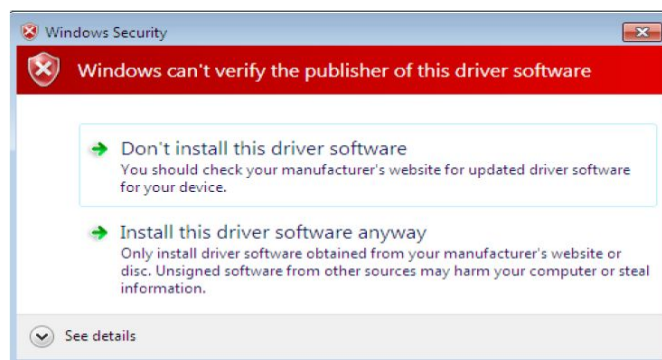 Windows Security
Windows can't verify the publisher of this driver software
Don't install this driver software
You should check your manufacturer's website for updated driver software
for your device.
Install this driver software anyway
Only install driver software obtained from your manufacturer's website or
disc. Unsigned software from other sources may harm your computer or steal
information.
See details